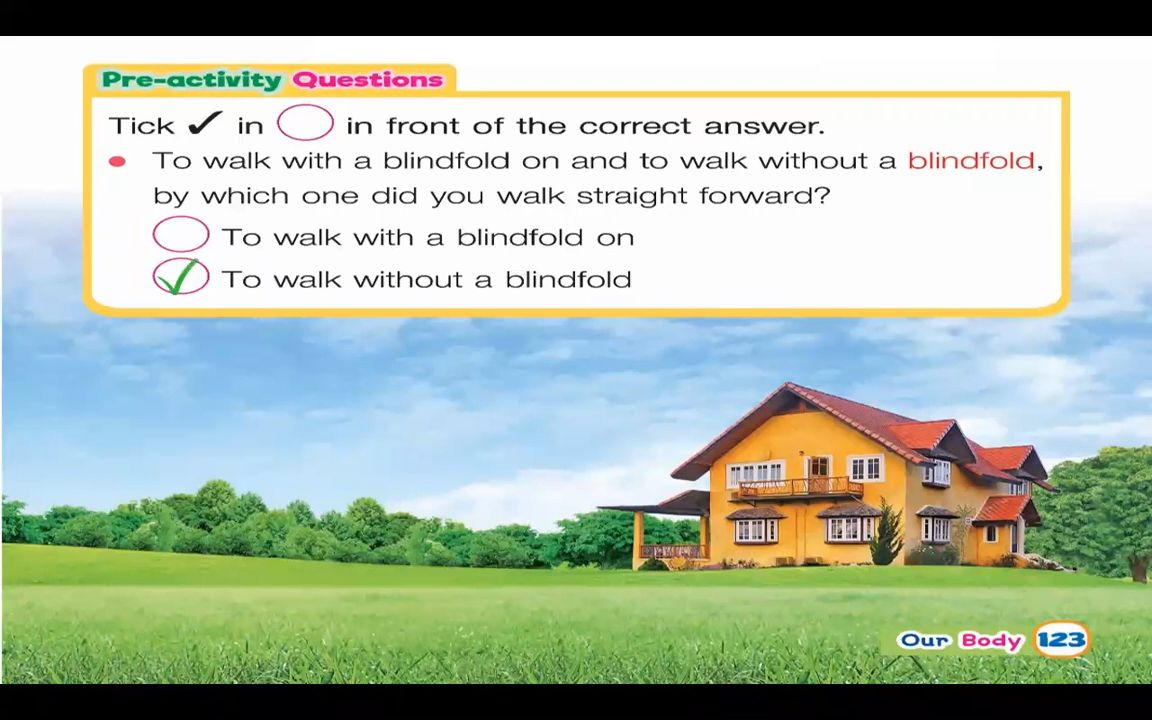 Pre-activity Questions
Tick ✓ in ◯ in front of the correct answer.
• To walk with a blindfold on and to walk without a blindfold,
by which one did you walk straight forward?
To walk with a blindfold on
✓ To walk without a blindfold
Our Body 123